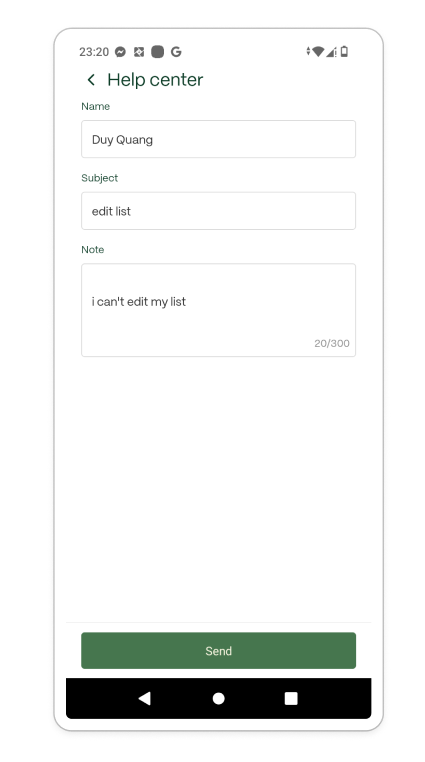 23:20
Help center
Name
Duy Quang
Subject
edit list
Note
i can't edit my list
20/300
Send